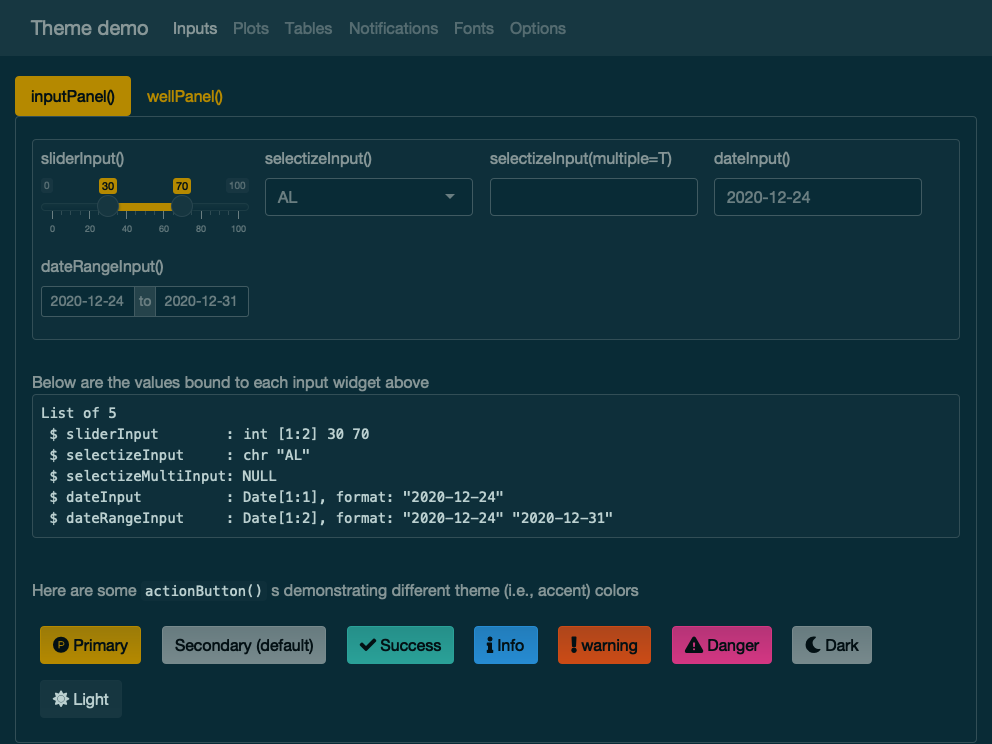 Theme demo Inputs Plots Tables Notifications Fonts Options
inputPanel() wellPanel()
sliderInput() selectizeInput() selectizeInput(multiple=T) dateInput()
0 30 70 100
AL 2020-12-24
0 20 40 60 80 100
dateRangeInput()
2020-12-24 to 2020-12-31
Below are the values bound to each input widget above
List of 5
$ sliderInput : int [1:2] 30 70
$ selectizeInput : chr "AL"
$ selectizeMultiInput: NULL
$ dateInput : Date[1:1], format: "2020-12-24"
$ dateRangeInput : Date[1:2], format: "2020-12-24" "2020-12-31"
Here are some actionButton() s demonstrating different theme (i.e., accent) colors
P Primary Secondary (default) Success Info warning Danger Dark
Light